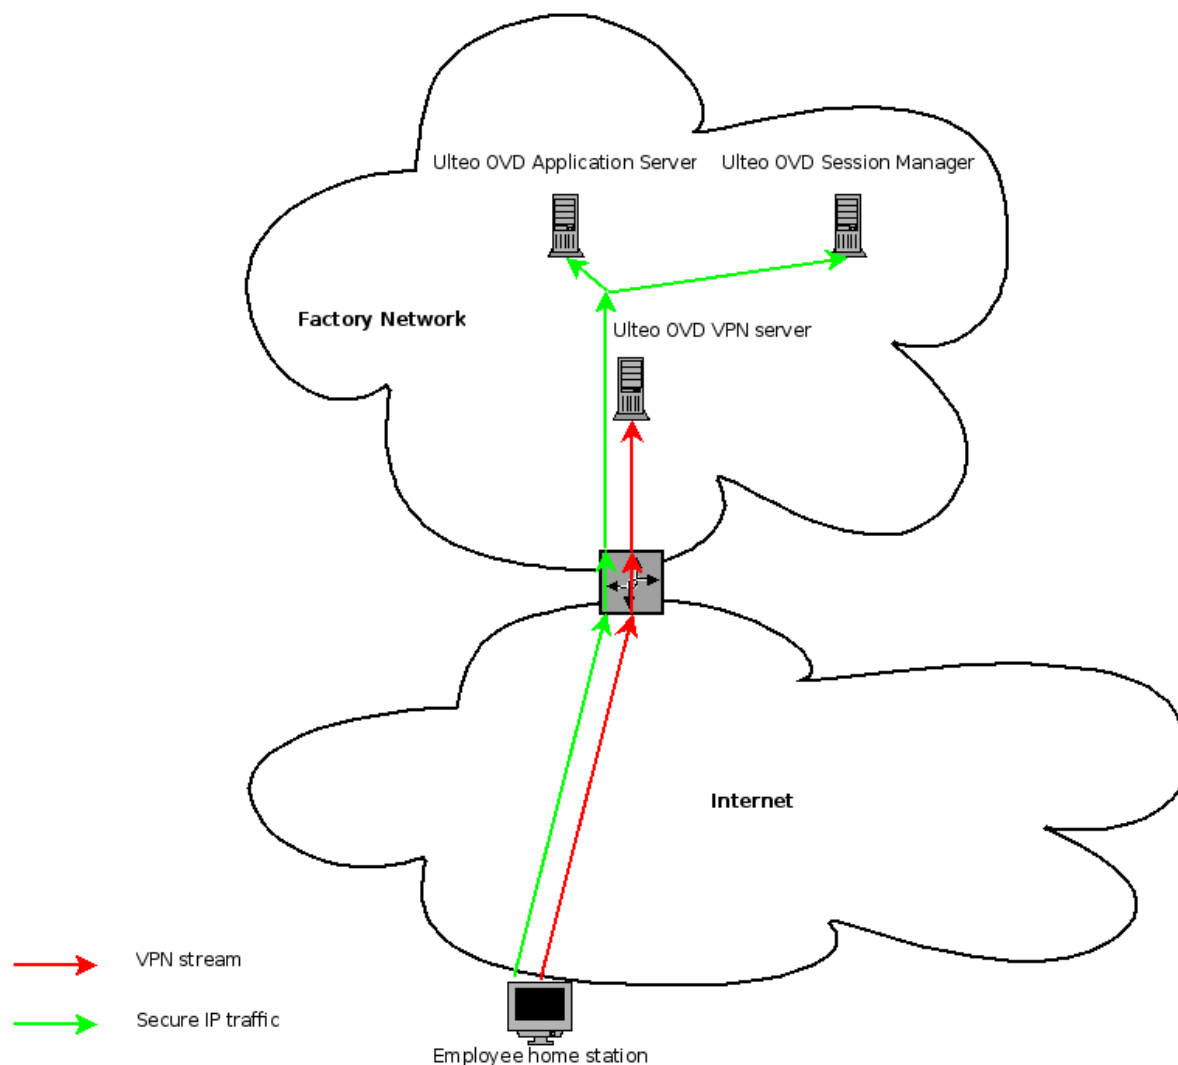 Ulteo OVD Application Server
Ulteo OVD Session Manager
Factory Network
Ulteo OVD VPN server
Internet
VPN stream
Secure IP traffic
Employee home station